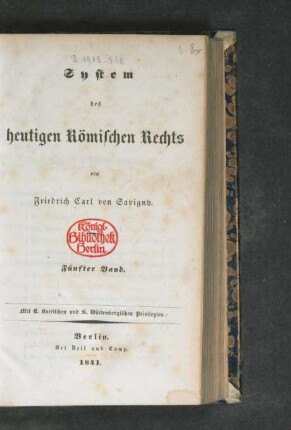 System
des
heutigen Römischen Rechts
von
Friedrich Carl von Savigny.
Königl.
Bibliothek
Berlin
Fünfter Band.
Mit K. Bairischen und K. Würtembergischen Privilegien.
Berlin.
Bei Veit und Comp.
1841.